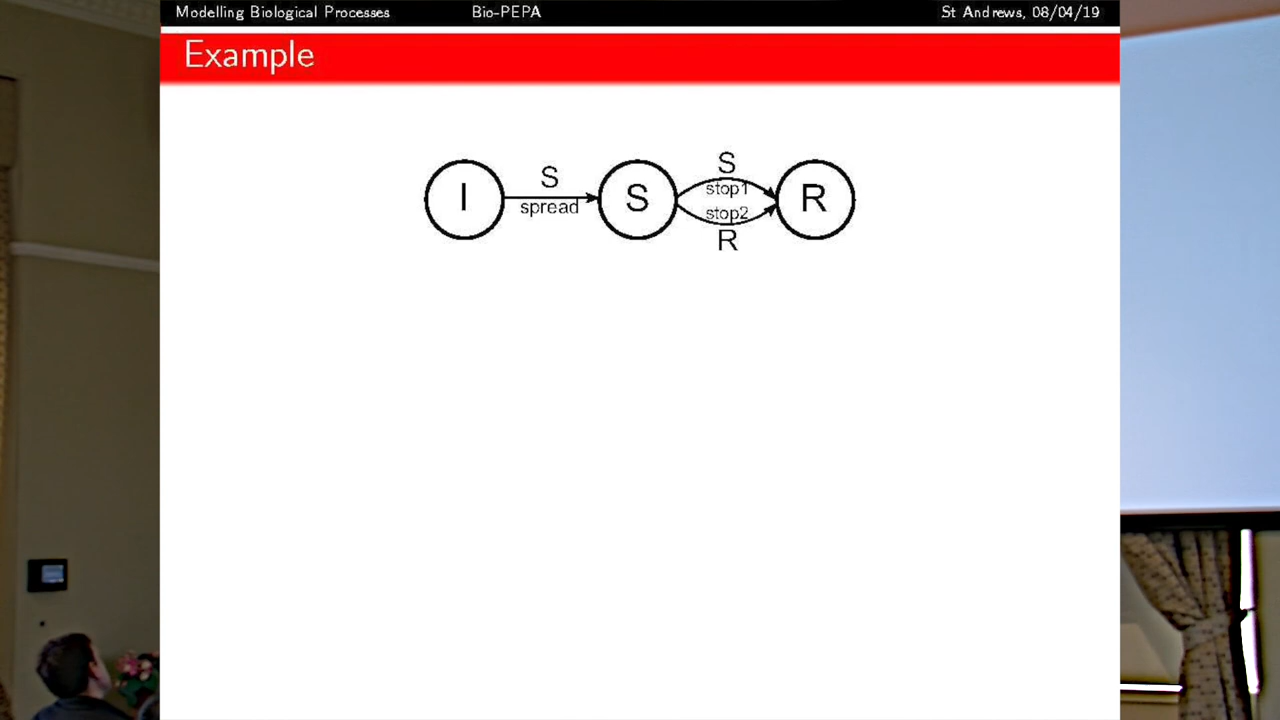 Modelling Biological Processes Bio-PEPA St Andrews, 08/04/19
Example
I S spread S S stop1 stop2 R R